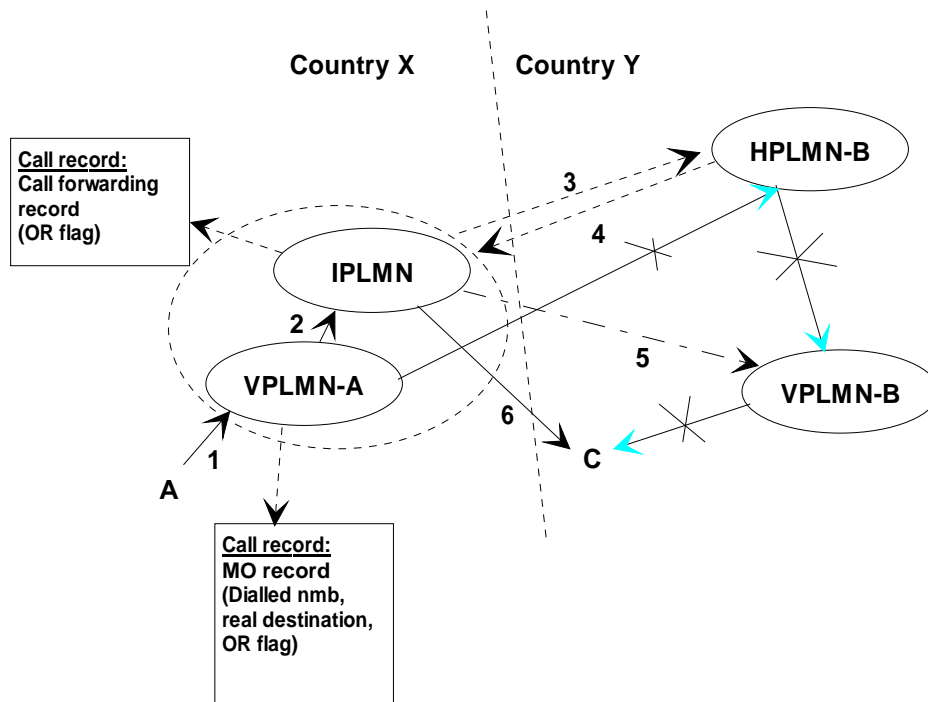 Country X
Country Y
Call record:
Call forwarding
record
(OR flag)
HPLMN-B
3
4
IPLMN
2
5
VPLMN-A
VPLMN-B
6
1
C
A
Call record:
MO record
(Dialled nmb,
real destination,
OR flag)